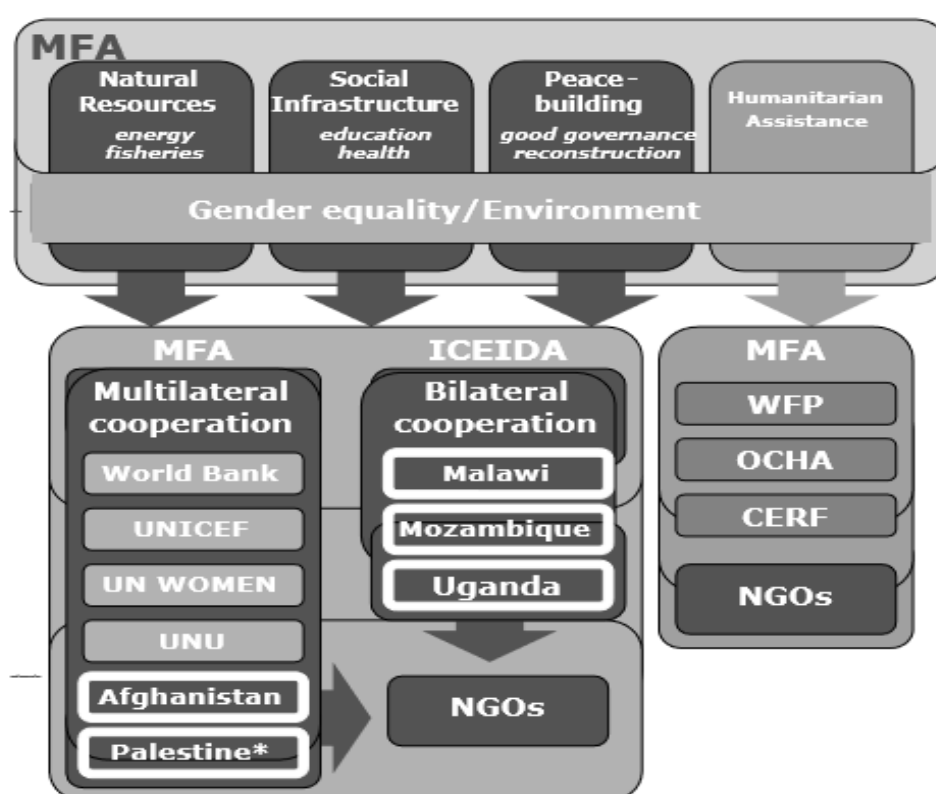 MFA
Natural
Resources
energy
fisheries
Social
Infrastructure
education
health
Peace-
building
good governance
reconstruction
Humanitarian
Assistance
Gender equality/Environment
MFA
Multilateral
cooperation
World Bank
UNICEF
UN WOMEN
UNU
Afghanistan
Palestine*
ICEIDA
Bilateral
cooperation
Malawi
Mozambique
Uganda
NGOs
MFA
WFP
OCHA
CERF
NGOs